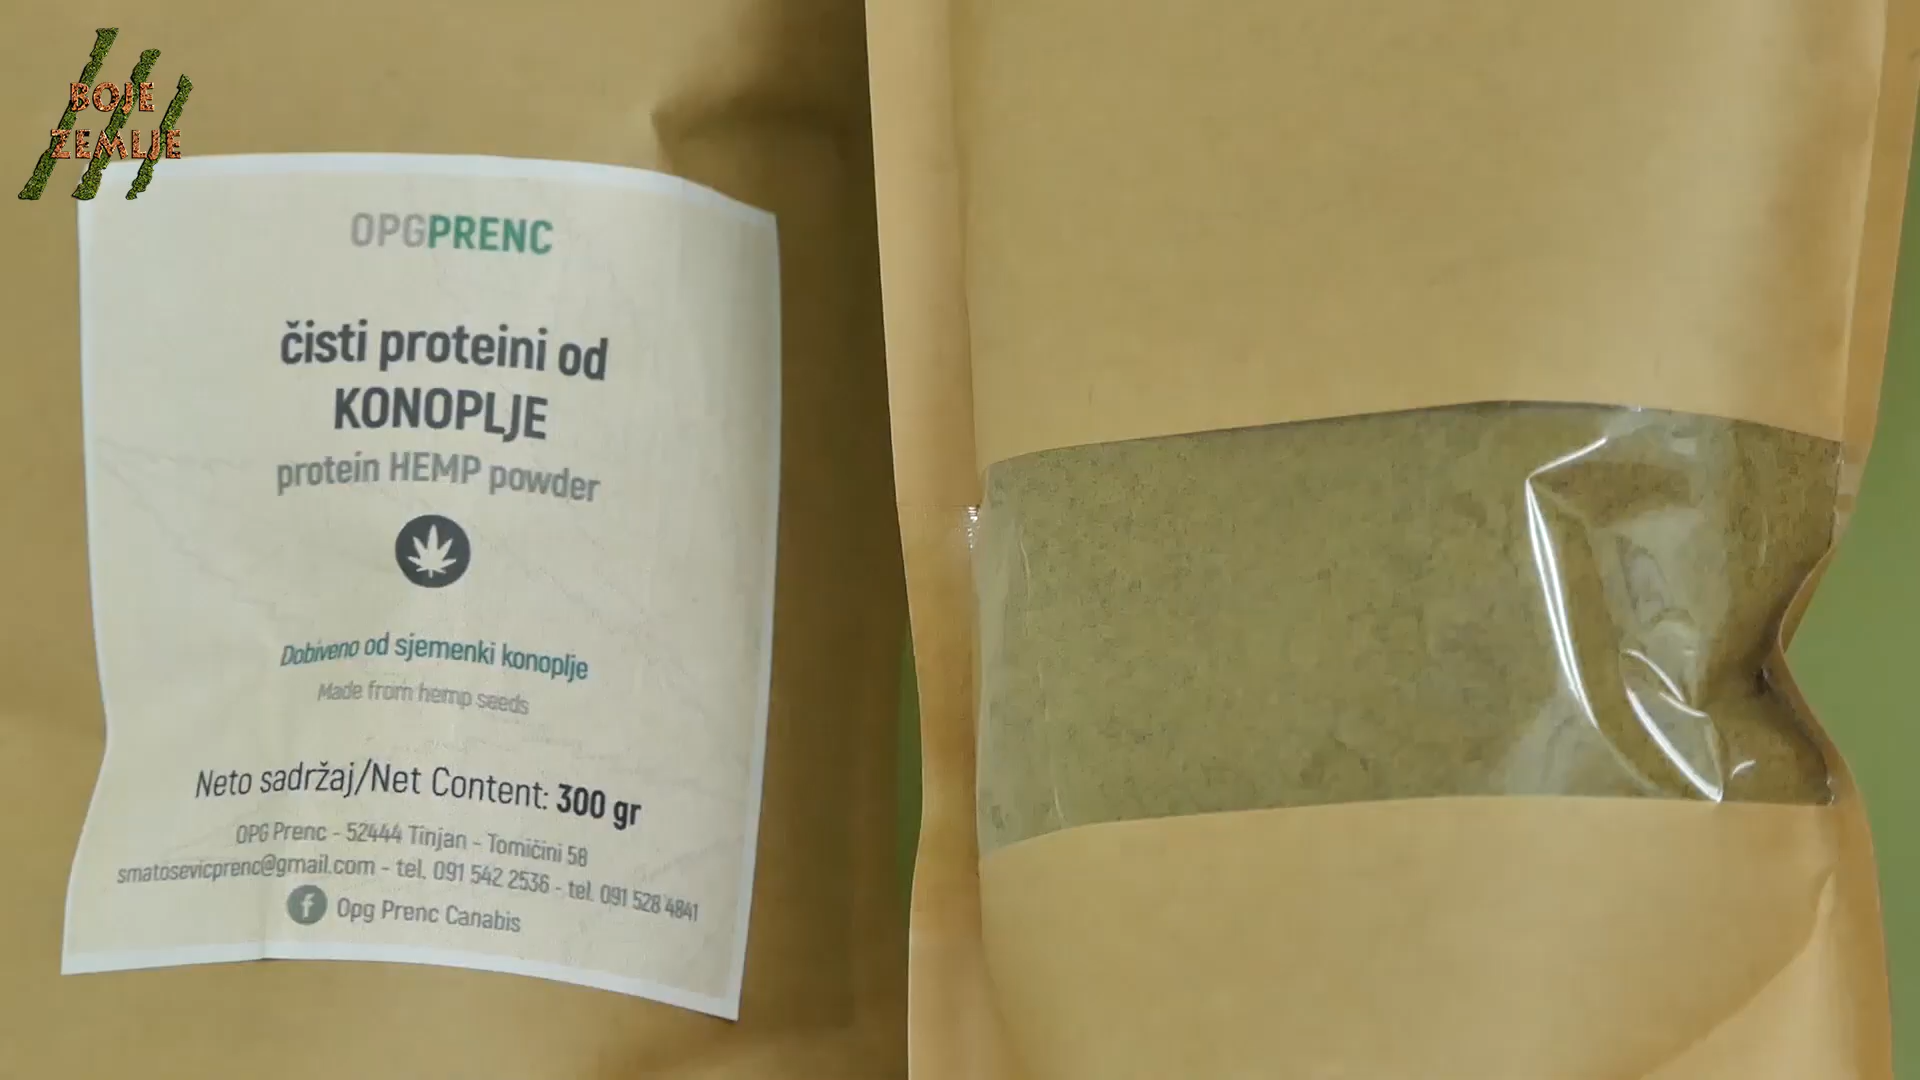 BOJE
ZEMLJE
OPGPRENC
čisti proteini od
KONOPLJE
protein HEMP powder
Dobiveno od sjemenki konoplje
Made from hemp seeds
Neto sadržaj/Net Content: 300 gr
OPG Prenc - 52444 Tinjan - Tomičini 58
smatosevicprenc@gmail.com - tel. 091 542 2536 - tel. 091 528 4841
f Opg Prenc Canabis